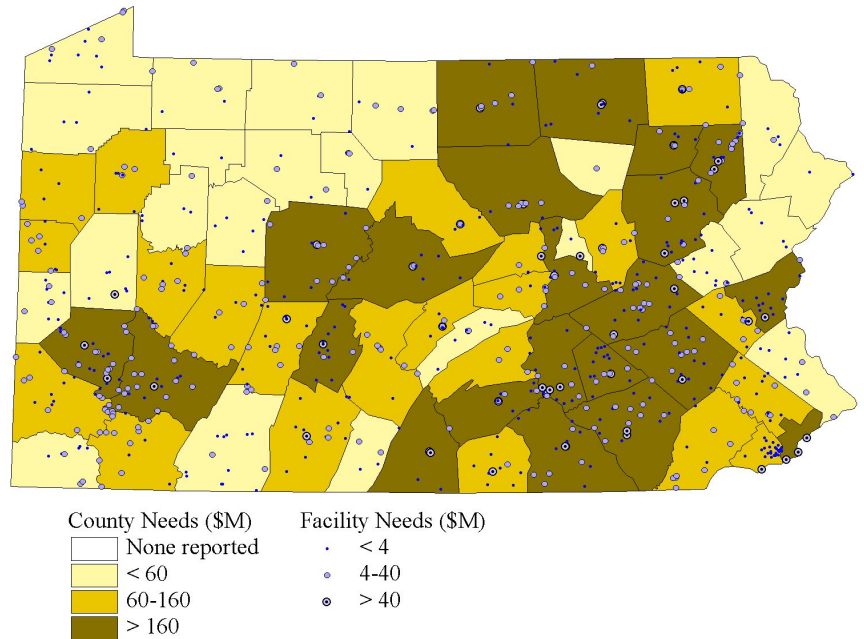 County Needs ($M)
None reported
< 60
60-160
> 160
Facility Needs ($M)
< 4
4-40
> 40